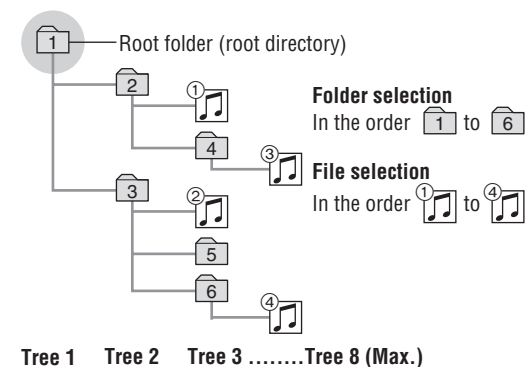 1 Root folder (root directory)
2 ①
Folder selection
In the order 1 to 6
4 ③
File selection
3 ②
In the order ① to ④
5
6 ④
Tree 1 Tree 2 Tree 3 ........Tree 8 (Max.)